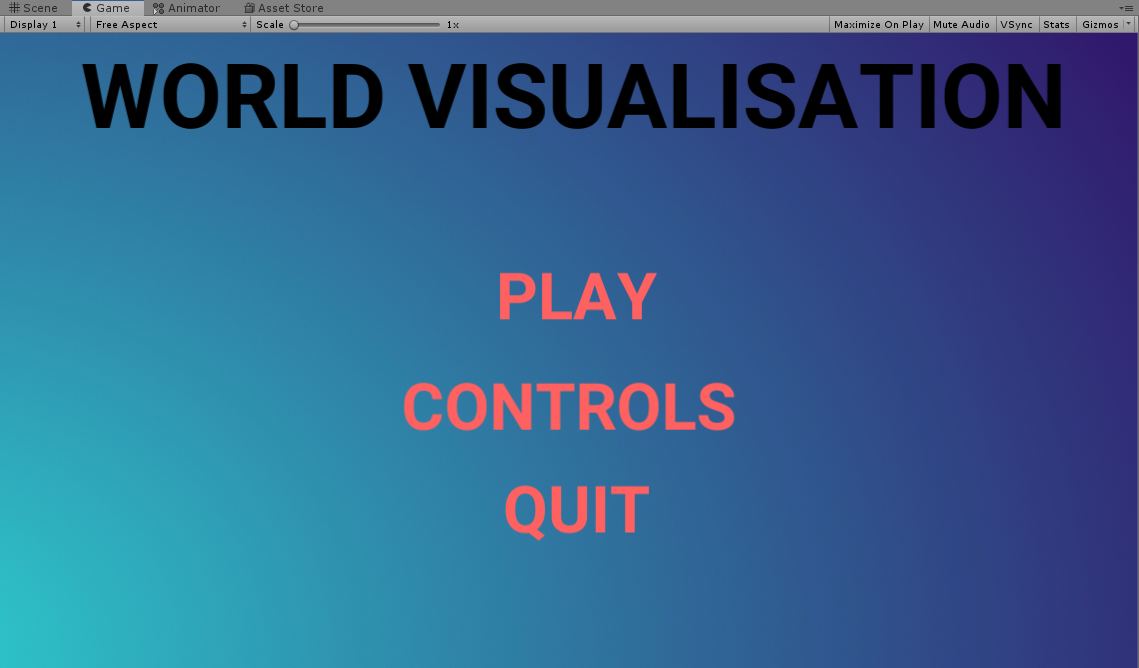 Scene Game Animator Asset Store
Display 1 Free Aspect Scale 1x Maximize On Play Mute Audio VSync Stats Gizmos
WORLD VISUALISATION
PLAY
CONTROLS
QUIT